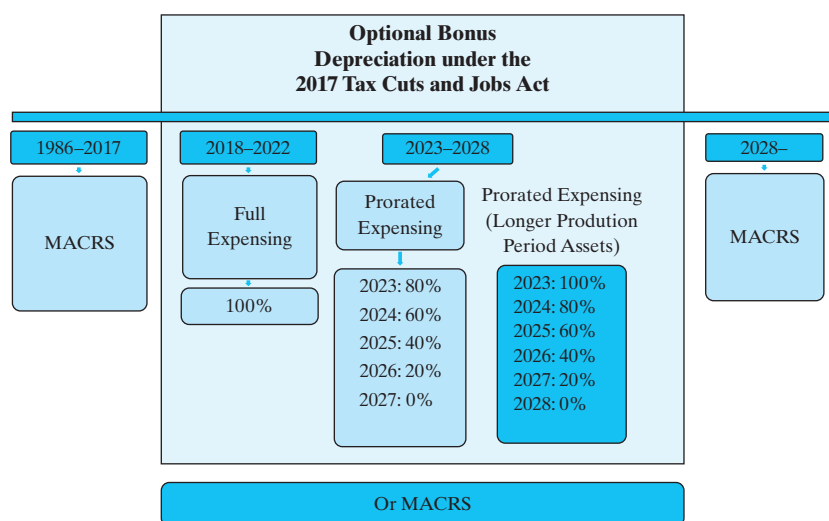 Optional Bonus
Depreciation under the
2017 Tax Cuts and Jobs Act
1986–2017
MACRS
2018–2022
Full
Expensing
100%
2023–2028
Prorated
Expensing
2023: 80%
2024: 60%
2025: 40%
2026: 20%
2027: 0%
Prorated Expensing
(Longer Prodution
Period Assets)
2023: 100%
2024: 80%
2025: 60%
2026: 40%
2027: 20%
2028: 0%
2028–
MACRS
Or MACRS